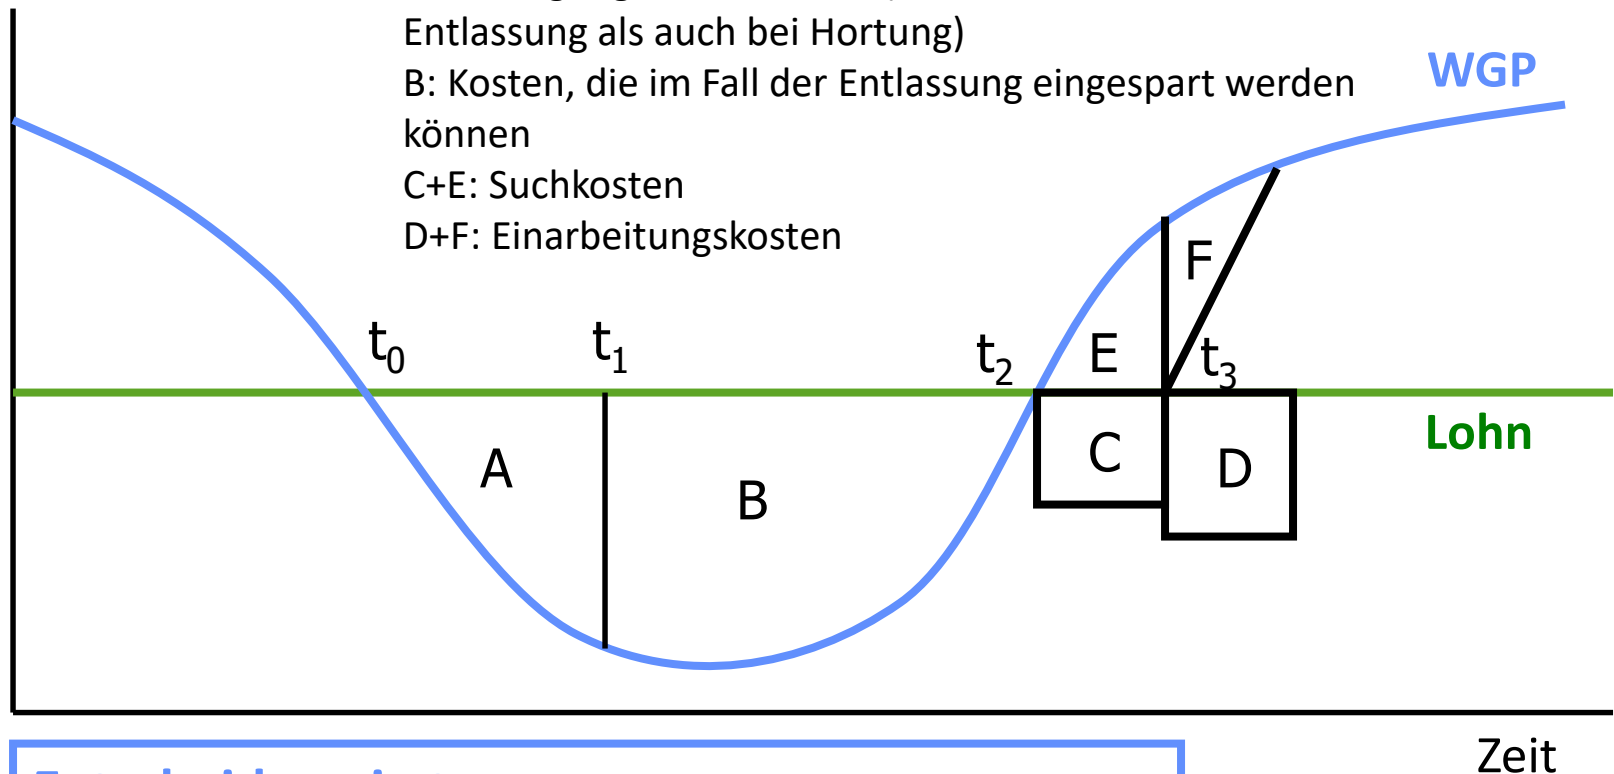 Entlassung als auch bei Hortung)
B: Kosten, die im Fall der Entlassung eingespart werden
können
C+E: Suchkosten
D+F: Einarbeitungskosten
WGP
F
t0
t1
t2
E
t3
Lohn
A
B
C
D
Zeit